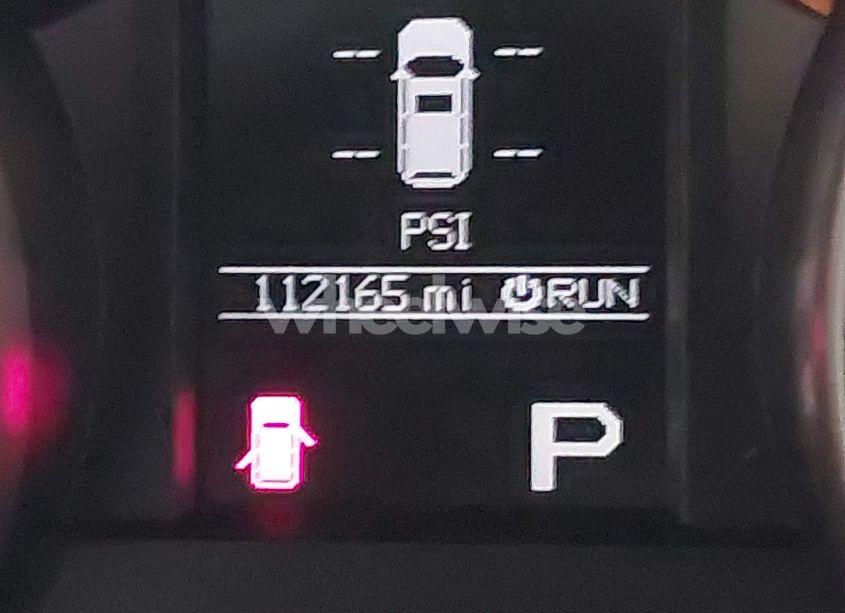 -- --
-- --
PSI
112165 mi RUN
wheelwise
P